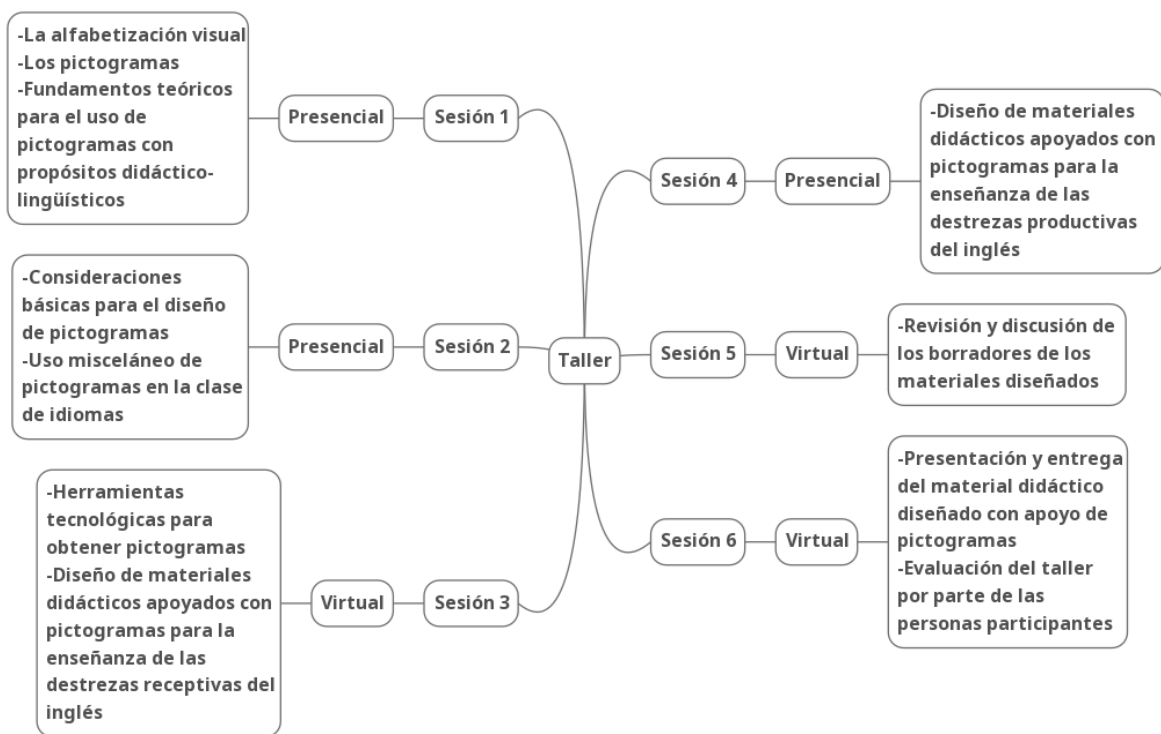 -La alfabetización visual
-Los pictogramas
-Fundamentos teóricos
para el uso de
pictogramas con
propósitos didáctico-
lingüísticos
Presencial
Sesión 1
-Consideraciones
básicas para el diseño
de pictogramas
-Uso misceláneo de
pictogramas en la clase
de idiomas
Presencial
Sesión 2
-Herramientas
tecnológicas para
obtener pictogramas
-Diseño de materiales
didácticos apoyados con
pictogramas para la
enseñanza de las
destrezas receptivas del
inglés
Virtual
Sesión 3
Taller
Sesión 4
Presencial
-Diseño de materiales
didácticos apoyados con
pictogramas para la
enseñanza de las
destrezas productivas
del inglés
Sesión 5
Virtual
-Revisión y discusión de
los borradores de los
materiales diseñados
Sesión 6
Virtual
-Presentación y entrega
del material didáctico
diseñado con apoyo de
pictogramas
-Evaluación del taller
por parte de las
personas participantes